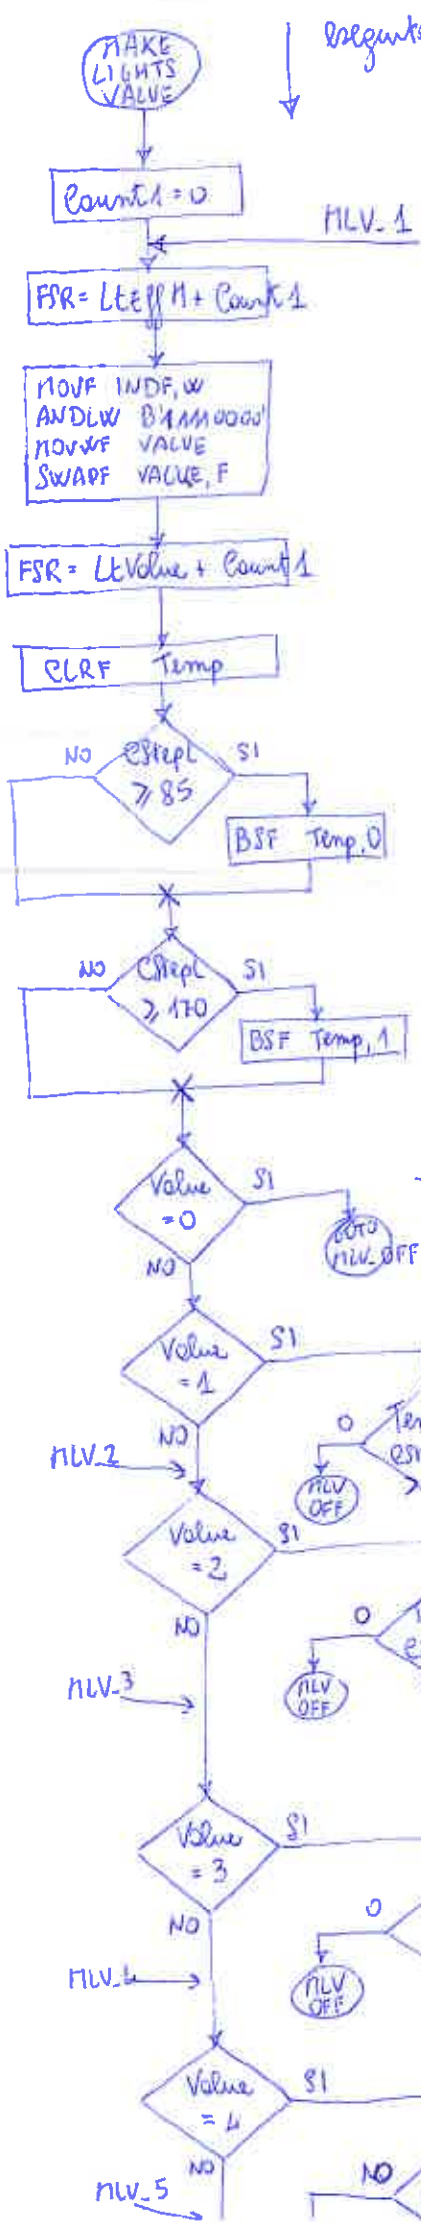 MAKE
LIGHTS
VALUE
Count1 = 0
MLV_1
FSR = LtEffH + Count1
MOVF INDF,W
ANDLW B'11110000'
MOVWF VALUE
SWAPF VALUE,F
FSR = LtValue + Count1
CLRF Temp
NO
CStepL
≥ 85
SI
BSF Temp,0
NO
CStepL
≥ 170
SI
BSF Temp,1
Value
=0
SI
GOTO
MLV_OFF
NO
Value
=1
SI
NO
0
MLV
OFF
MLV_2
Value
=2
SI
NO
0
MLV
OFF
MLV_3
Value
=3
SI
NO
0
MLV
OFF
MLV_4
Value
=4
SI
NO
NO
MLV_5